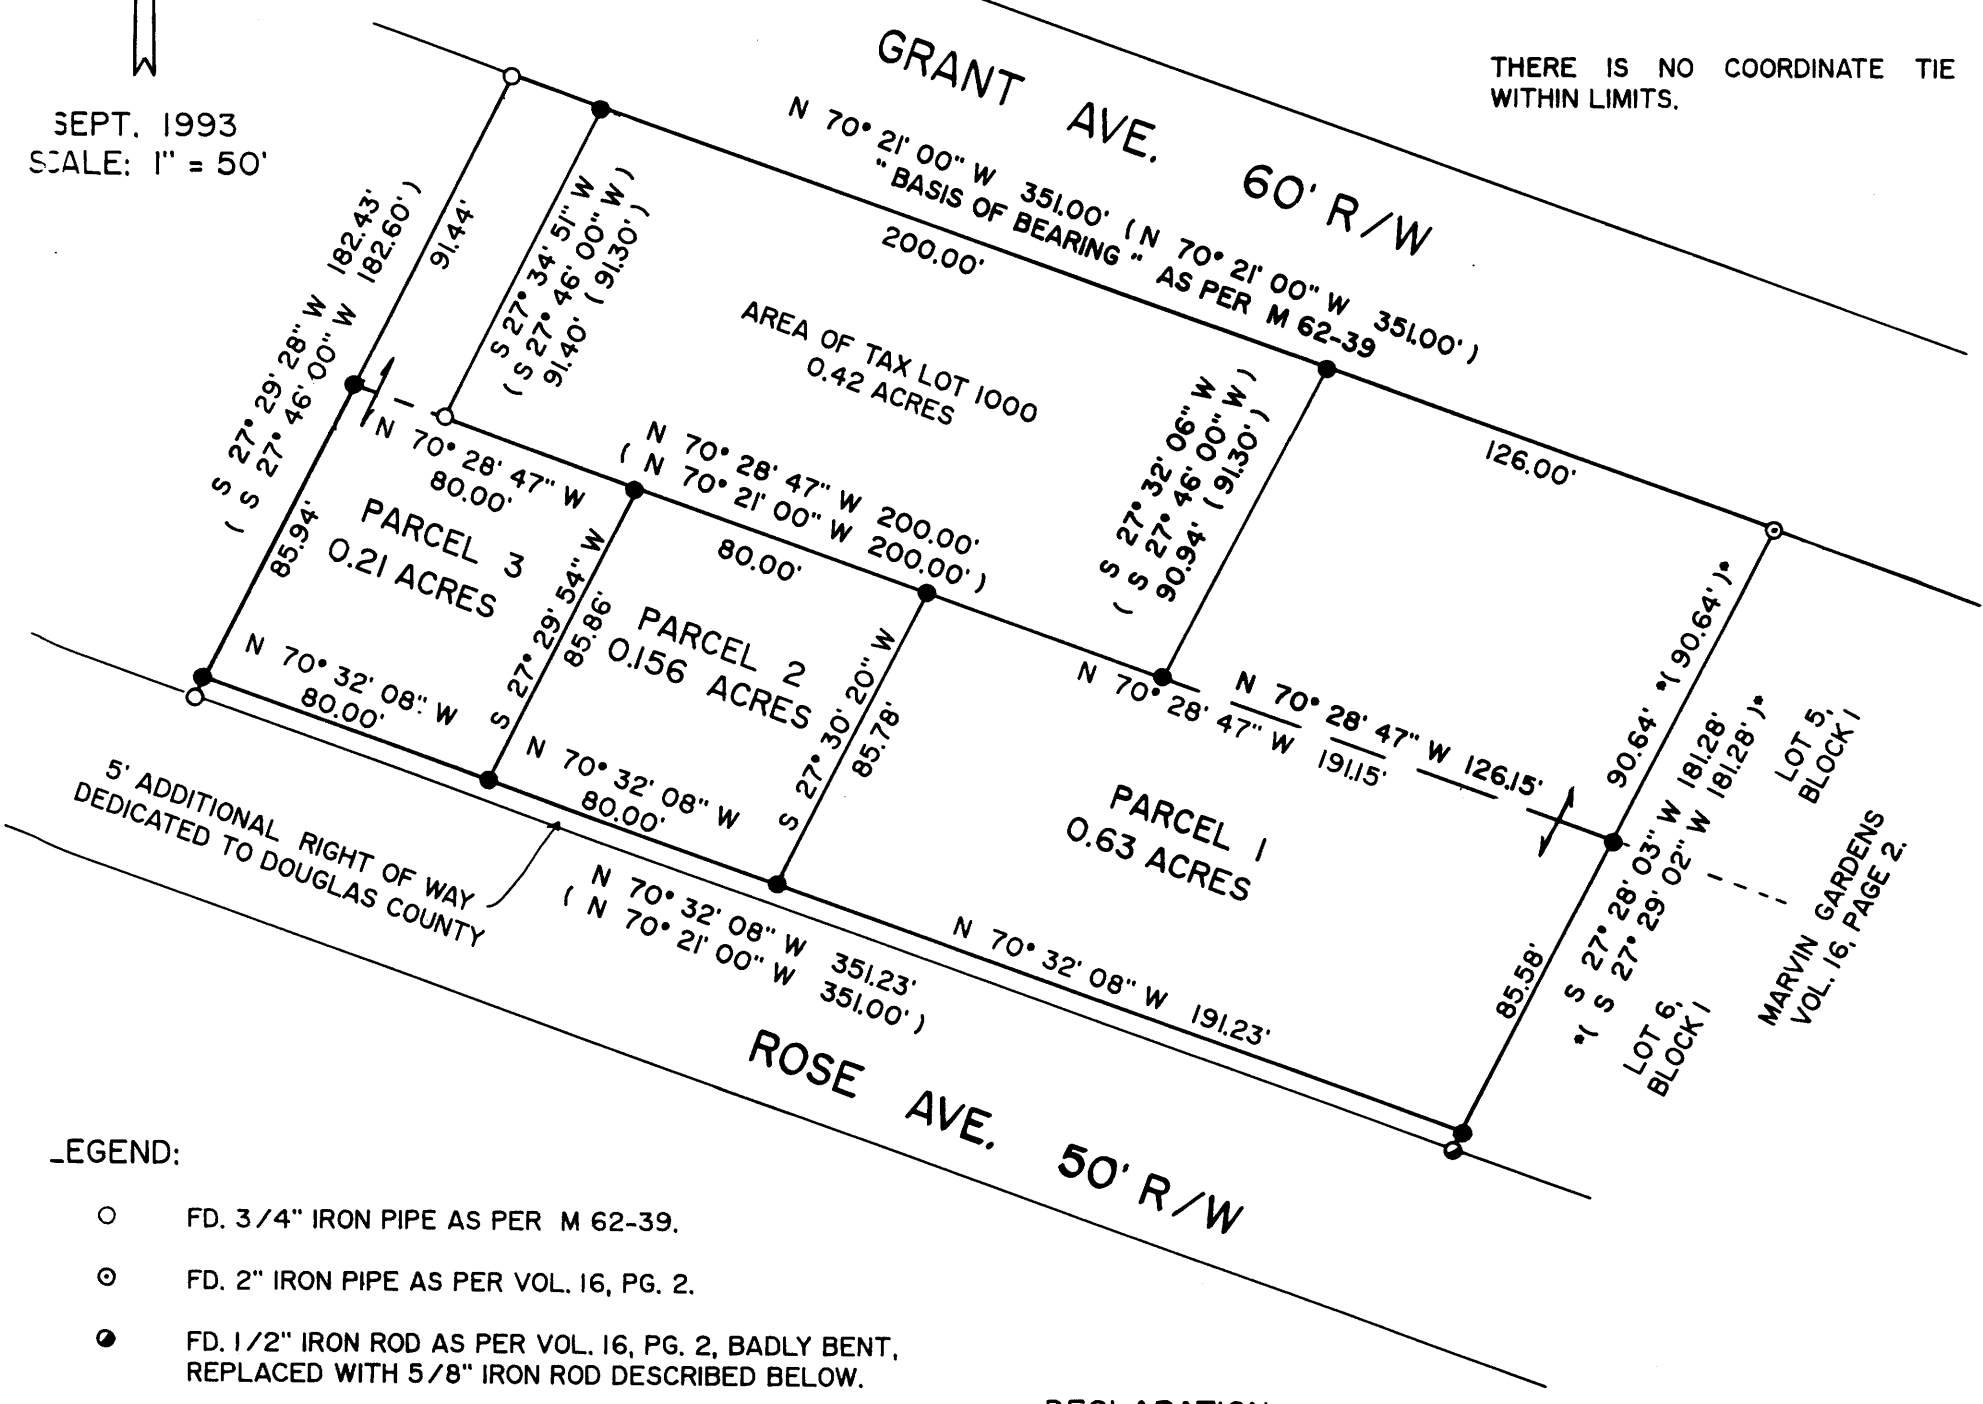 THERE IS NO COORDINATE TIE
WITHIN LIMITS.
SEPT. 1993
SCALE: 1" = 50'
GRANT AVE. 60' R/W
N 70° 21' 00" W 351.00' ( N 70° 21' 00" W 351.00' )
" BASIS OF BEARING " AS PER M 62-39
200.00'
126.00'
S 27° 29' 28" W 182.43'
( S 27° 46' 00" W 182.60' )
91.44'
85.94'
S 27° 34' 51" W
( S 27° 46' 00" W )
91.40' ( 91.30' )
AREA OF TAX LOT 1000
0.42 ACRES
S 27° 32' 06" W
( S 27° 46' 00" W )
90.94' ( 91.30' )
N 70° 28' 47" W
80.00'
N 70° 28' 47" W 200.00'
( N 70° 21' 00" W 200.00' )
80.00'
N 70° 28' 47" W 126.15'
N 70° 28' 47" W 191.15'
90.64' *( 90.64' )*
S 27° 28' 03" W 181.28'
*( S 27° 29' 02" W 181.28' )*
85.58'
LOT 5,
BLOCK 1
LOT 6,
BLOCK 1
MARVIN GARDENS
VOL. 16, PAGE 2.
PARCEL 3
0.21 ACRES
S 27° 29' 54" W
85.86'
PARCEL 2
0.156 ACRES
S 27° 30' 20" W
85.78'
PARCEL 1
0.63 ACRES
N 70° 32' 08" W
80.00'
N 70° 32' 08" W
80.00'
N 70° 32' 08" W 191.23'
5' ADDITIONAL RIGHT OF WAY
DEDICATED TO DOUGLAS COUNTY
N 70° 32' 08" W 351.23'
( N 70° 21' 00" W 351.00' )
ROSE AVE. 50' R/W
LEGEND:
FD. 3/4" IRON PIPE AS PER M 62-39.
FD. 2" IRON PIPE AS PER VOL. 16, PG. 2.
FD. 1/2" IRON ROD AS PER VOL. 16, PG. 2, BADLY BENT,
REPLACED WITH 5/8" IRON ROD DESCRIBED BELOW.
DECLARATION